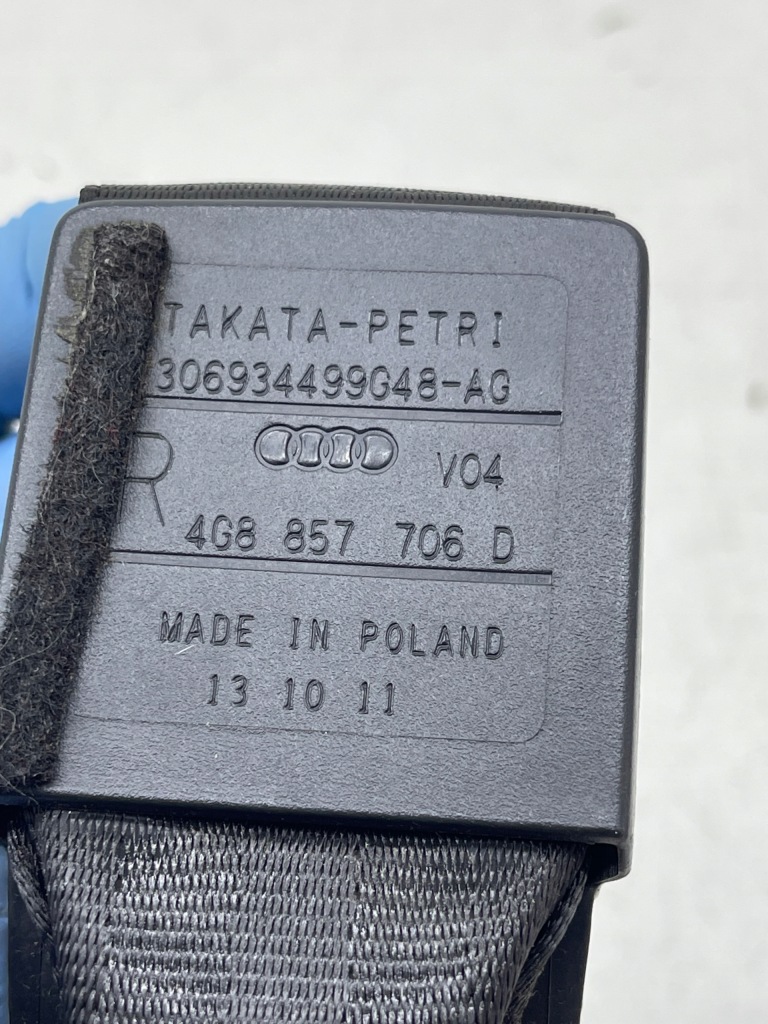 TAKATA-PETRI
306934499G48-AG
R V04
4G8 857 706 D
MADE IN POLAND
13 10 11